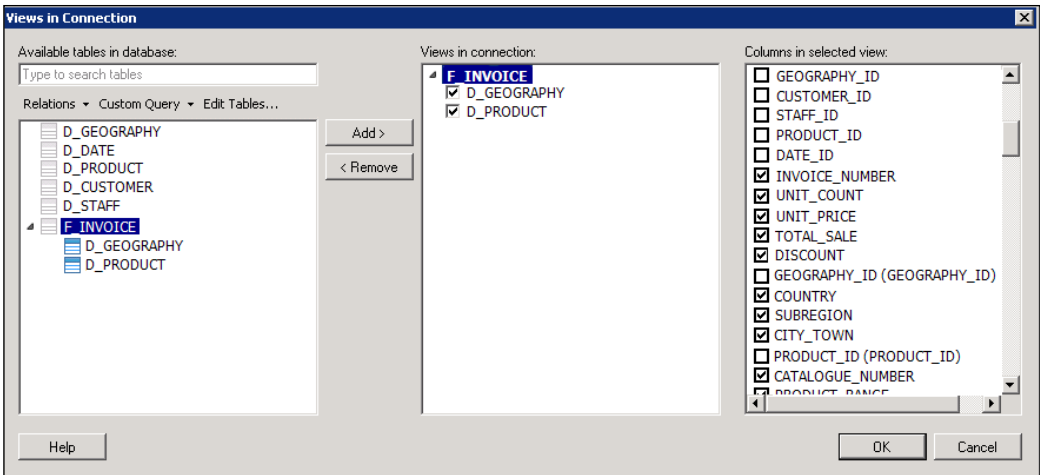 Views in Connection
Available tables in database:
Type to search tables
Relations Custom Query Edit Tables...
D_GEOGRAPHY
D_DATE
D_PRODUCT
D_CUSTOMER
D_STAFF
F_INVOICE
D_GEOGRAPHY
D_PRODUCT
Add >
< Remove
Views in connection:
F_INVOICE
D_GEOGRAPHY
D_PRODUCT
Columns in selected view:
GEOGRAPHY_ID
CUSTOMER_ID
STAFF_ID
PRODUCT_ID
DATE_ID
INVOICE_NUMBER
UNIT_COUNT
UNIT_PRICE
TOTAL_SALE
DISCOUNT
GEOGRAPHY_ID (GEOGRAPHY_ID)
COUNTRY
SUBREGION
CITY_TOWN
PRODUCT_ID (PRODUCT_ID)
CATALOGUE_NUMBER
PRODUCT_RANGE
Help
OK
Cancel